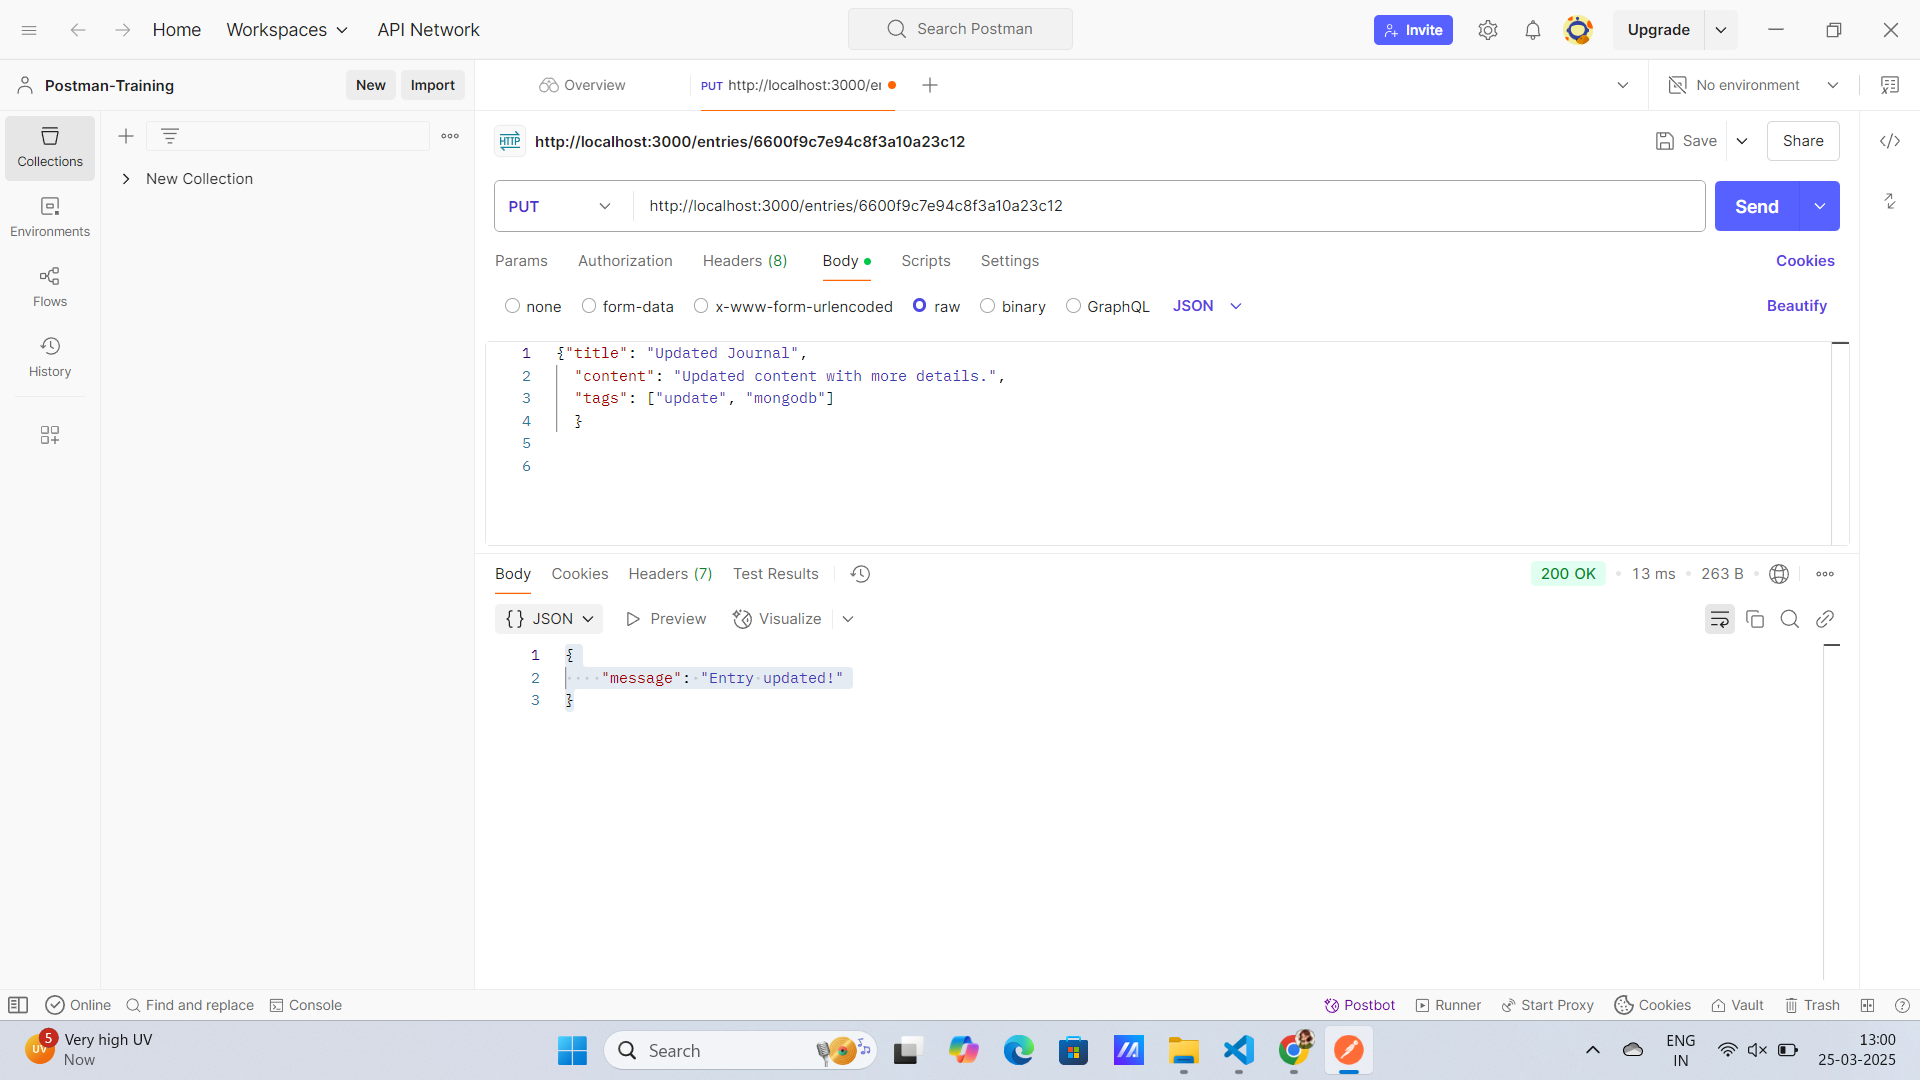 Home
Workspaces
API Network
Search Postman
Invite
Upgrade
Postman-Training
New
Import
Overview
PUT http://localhost:3000/er
No environment
Collections
New Collection
Environments
Flows
History
HTTP
http://localhost:3000/entries/6600f9c7e94c8f3a10a23c12
Save
Share
PUT
http://localhost:3000/entries/6600f9c7e94c8f3a10a23c12
Send
Params
Authorization
Headers (8)
Body
Scripts
Settings
Cookies
none
form-data
x-www-form-urlencoded
raw
binary
GraphQL
JSON
Beautify
1 {"title": "Updated Journal",
2 "content": "Updated content with more details.",
3 "tags": ["update", "mongodb"]
4 }
5
6
Body
Cookies
Headers (7)
Test Results
200 OK
13 ms
263 B
{} JSON
Preview
Visualize
1 {
2 "message": "Entry updated!"
3 }
Online
Find and replace
Console
Postbot
Runner
Start Proxy
Cookies
Vault
Trash
UV
5
Very high UV
Now
Search
ENG
IN
13:00
25-03-2025